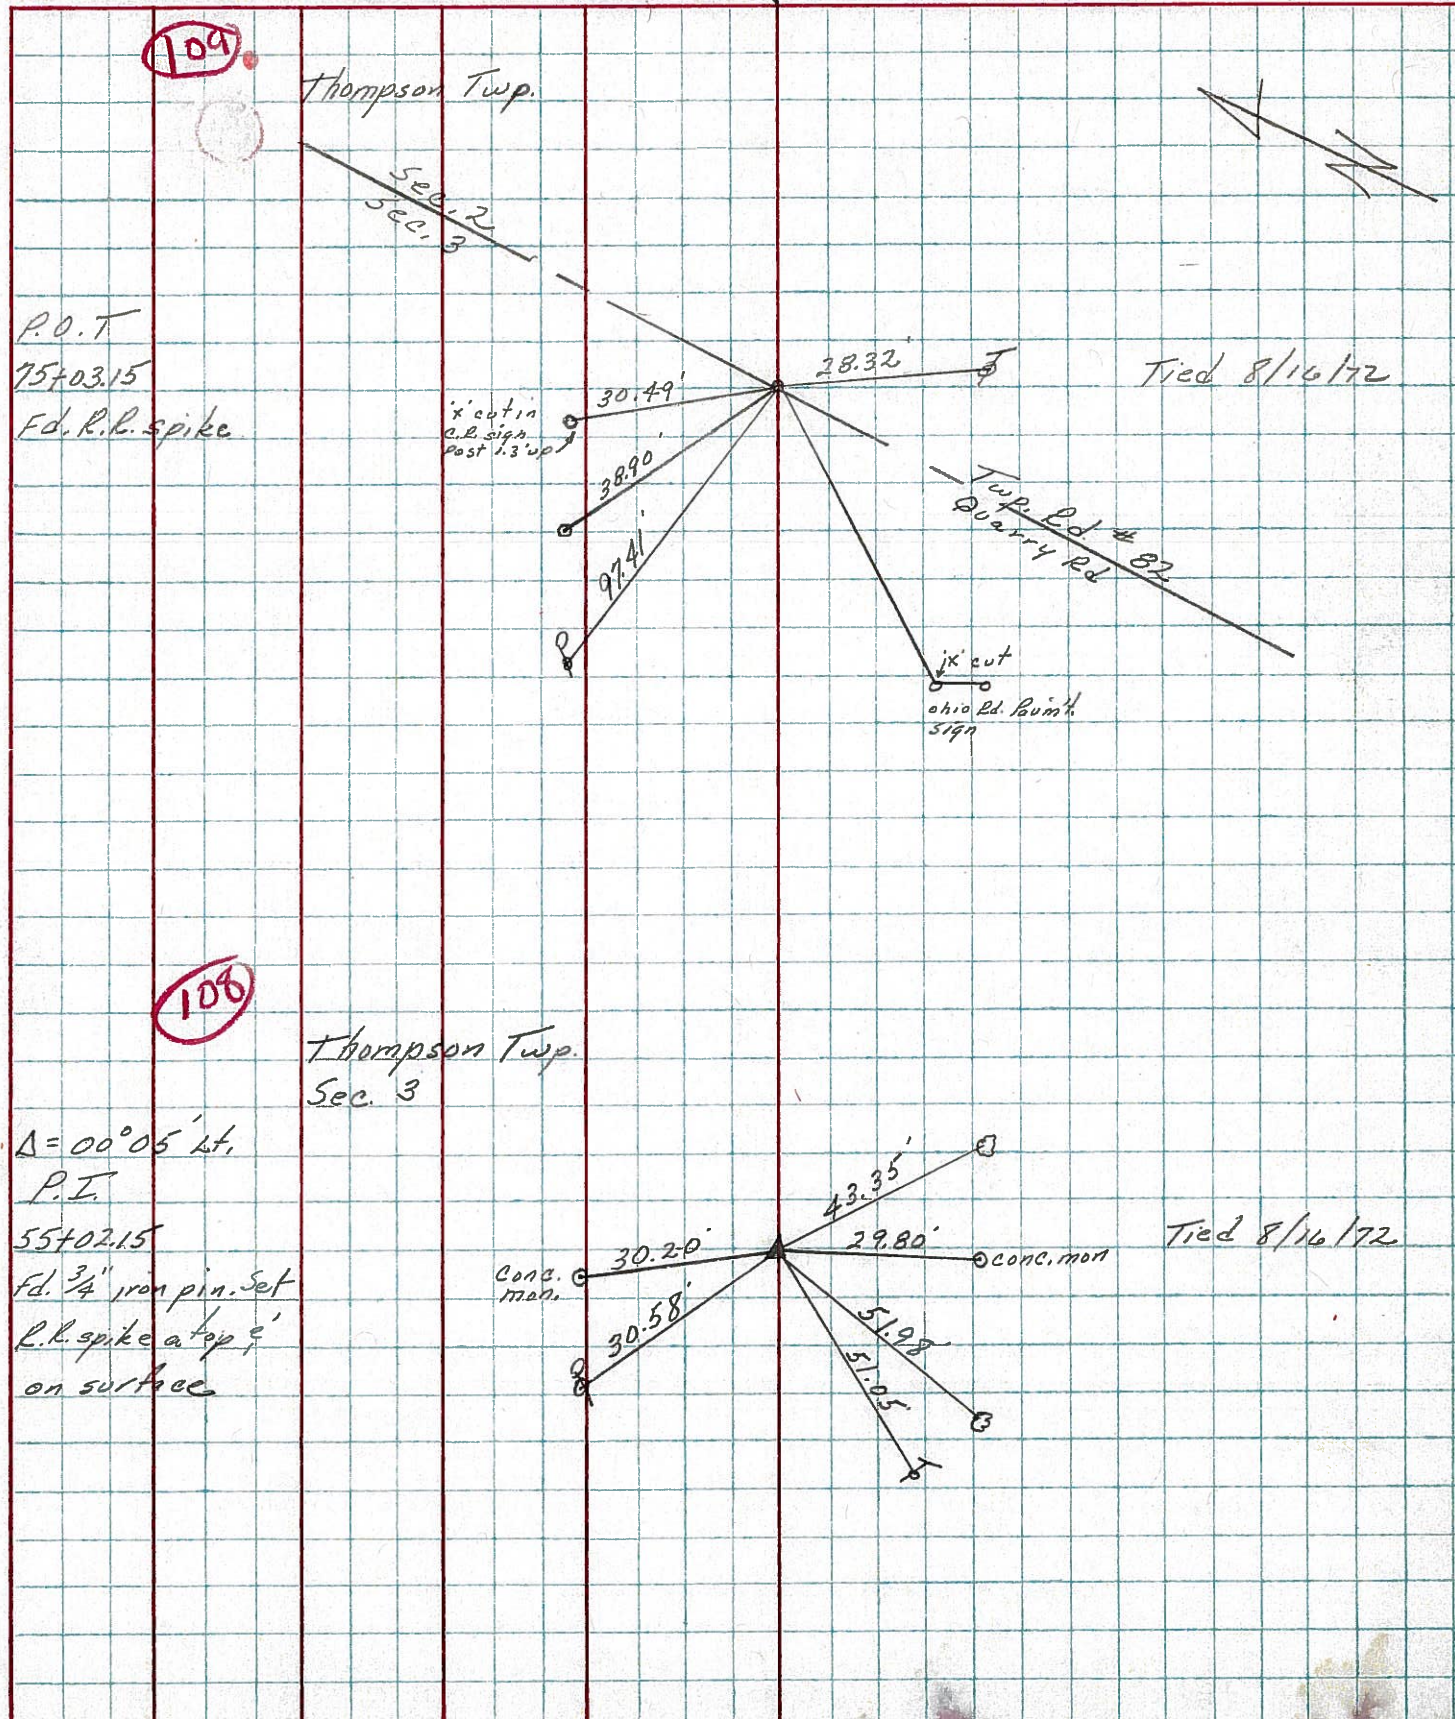 109
Thompson Twp.
Sec. 2
Sec. 3
P.O.T
75+03.15
Fd. R.R. spike
'x' cut in
C.R. sign
Post 1.3' up
30.49'
28.32'
Tied 8/16/72
38.90'
97.41'
Twp. Rd. # 82
Quarry Rd
'x' cut
Ohio Rd.
sign
108
Thompson Twp.
Sec. 3
Δ = 00°05' Lt.
P.I.
55+02.15
Fd. 3/4" iron pin. Set
R.R. spike a top &
on surface
43.35'
30.20'
29.80'
Conc.
mon.
conc. mon
Tied 8/16/72
30.58'
51.98
51.05'